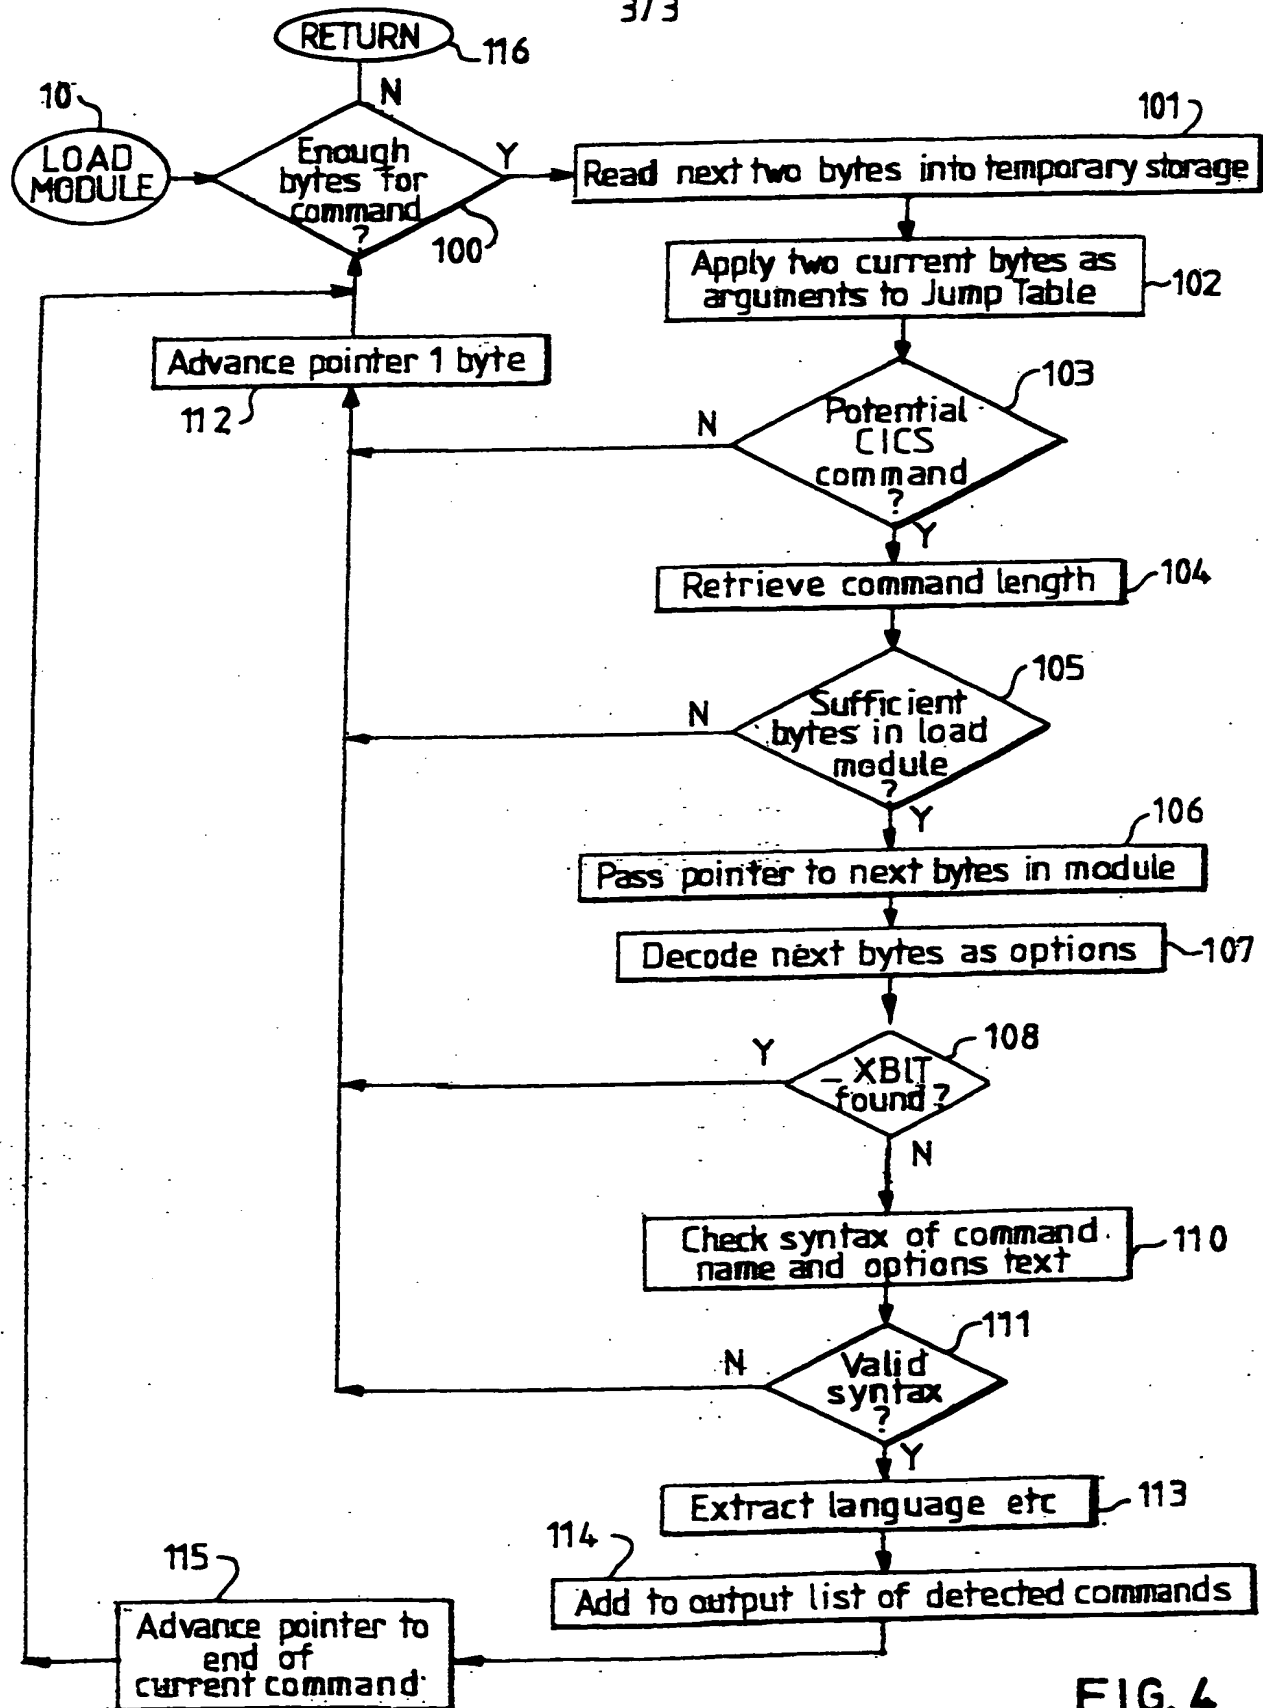 3/3
RETURN
116
N
10
LOAD
MODULE
Enough
bytes for
command
?
100
Y
101
Read next two bytes into temporary storage
Apply two current bytes as
arguments to Jump Table
102
Advance pointer 1 byte
112
103
Potential
CICS
command
?
N
Y
Retrieve command length
104
105
Sufficient
bytes in load
module
?
N
Y
106
Pass pointer to next bytes in module
Decode next bytes as options
107
108
_ XBIT
found?
Y
N
Check syntax of command
name and options text
110
111
Valid
syntax
?
N
Y
Extract language etc
113
114
Add to output list of detected commands
115
Advance pointer to
end of
current command
FIG. 4